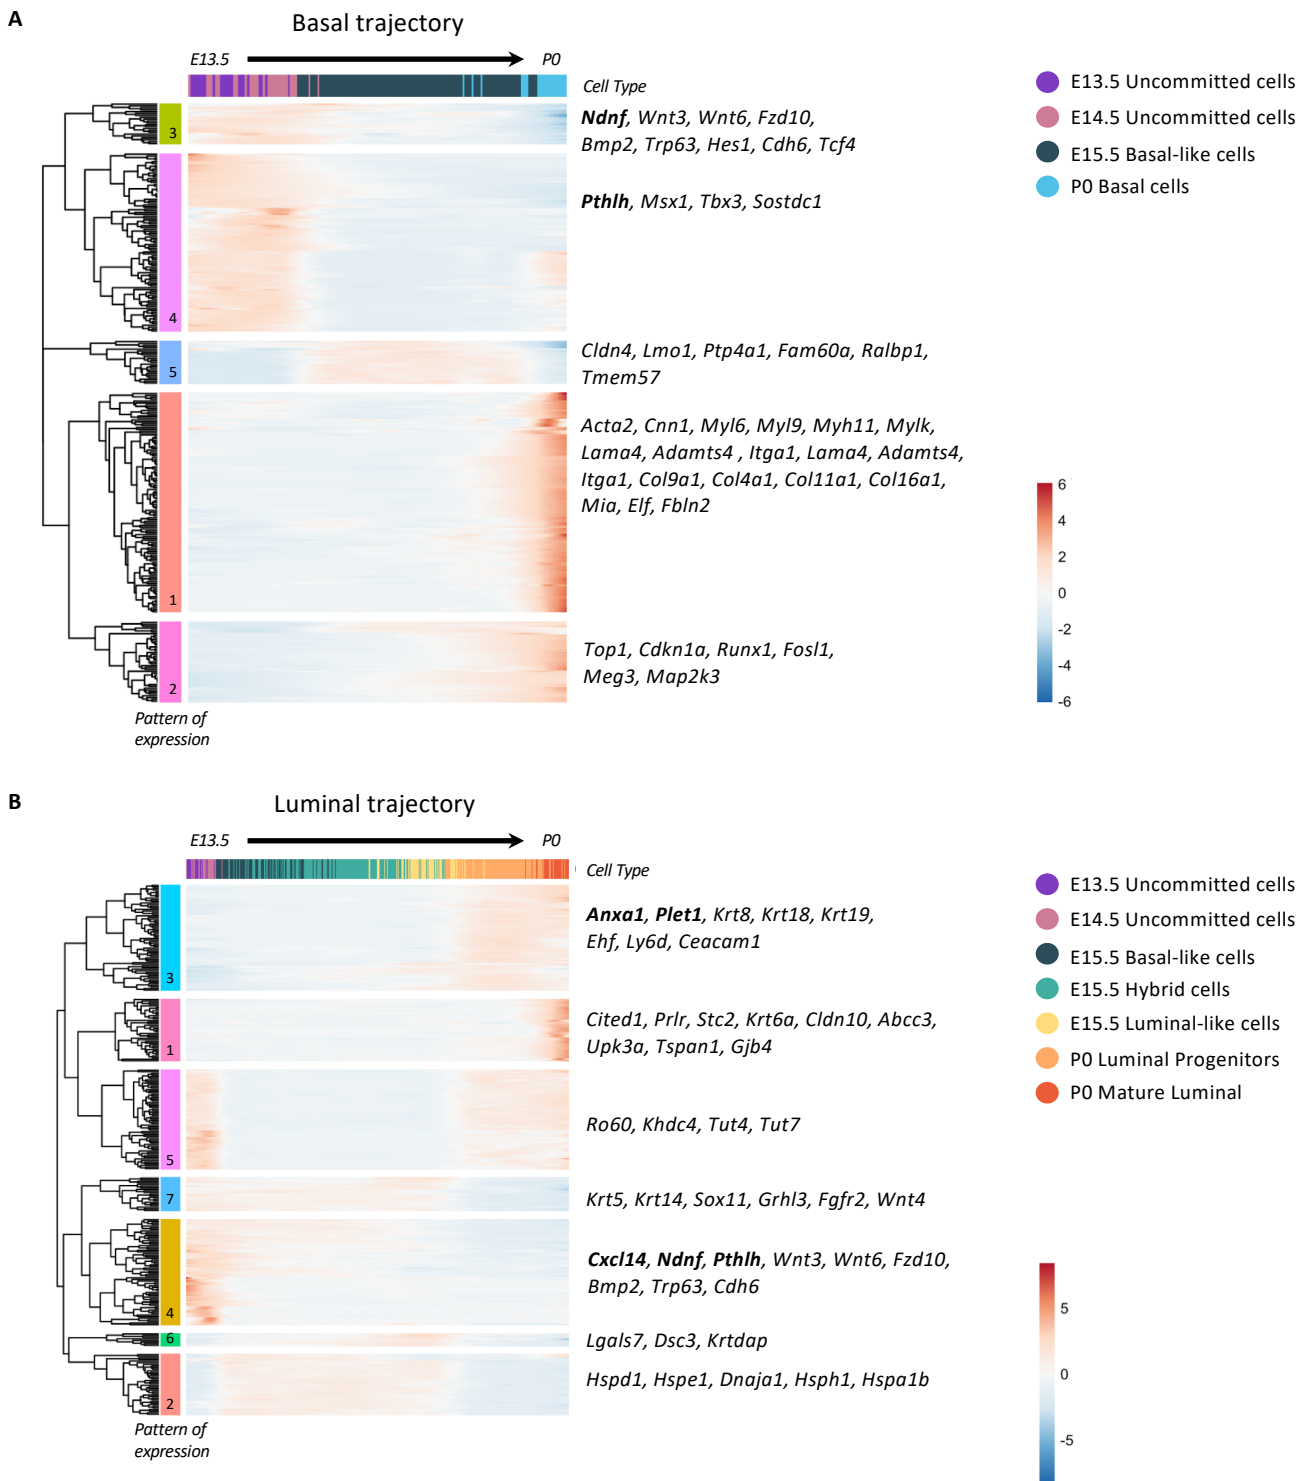 A
Basal trajectory
E13.5
P0
Cell Type
E13.5 Uncommitted cells
E14.5 Uncommitted cells
E15.5 Basal-like cells
P0 Basal cells
3
Ndnf, Wnt3, Wnt6, Fzd10,
Bmp2, Trp63, Hes1, Cdh6, Tcf4
4
Pthlh, Msx1, Tbx3, Sostdc1
5
Cldn4, Lmo1, Ptp4a1, Fam60a, Ralbp1,
Tmem57
1
Acta2, Cnn1, Myl6, Myl9, Myh11, Mylk,
Lama4, Adamts4 , Itga1, Lama4, Adamts4,
Itga1, Col9a1, Col4a1, Col11a1, Col16a1,
Mia, Elf, Fbln2
2
Top1, Cdkn1a, Runx1, Fosl1,
Meg3, Map2k3
6
4
2
0
-2
-4
-6
Pattern of
expression
B
Luminal trajectory
E13.5
P0
Cell Type
E13.5 Uncommitted cells
E14.5 Uncommitted cells
E15.5 Basal-like cells
E15.5 Hybrid cells
E15.5 Luminal-like cells
P0 Luminal Progenitors
P0 Mature Luminal
3
Anxa1, Plet1, Krt8, Krt18, Krt19,
Ehf, Ly6d, Ceacam1
1
Cited1, Prlr, Stc2, Krt6a, Cldn10, Abcc3,
Upk3a, Tspan1, Gjb4
5
Ro60, Khdc4, Tut4, Tut7
7
Krt5, Krt14, Sox11, Grhl3, Fgfr2, Wnt4
4
Cxcl14, Ndnf, Pthlh, Wnt3, Wnt6, Fzd10,
Bmp2, Trp63, Cdh6
6
Lgals7, Dsc3, Krtdap
2
Hspd1, Hspe1, Dnaja1, Hsph1, Hspa1b
5
0
-5
Pattern of
expression